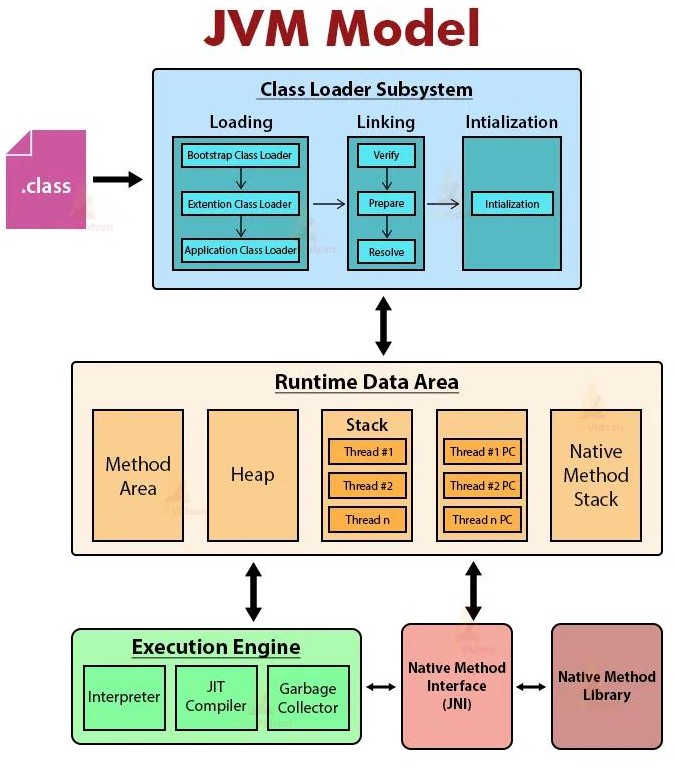 JVM Model
.class
Class Loader Subsystem
Loading
Bootstrap Class Loader
Extention Class Loader
Application Class Loader
Linking
Verify
Prepare
Resolve
Intialization
Intialization
Runtime Data Area
Method
Area
Heap
Stack
Thread #1
Thread #2
Thread n
Thread #1 PC
Thread #2 PC
Thread n PC
Native
Method
Stack
Execution Engine
Interpreter
JIT
Compiler
Garbage
Collector
Native Method
Interface
(JNI)
Native Method
Library